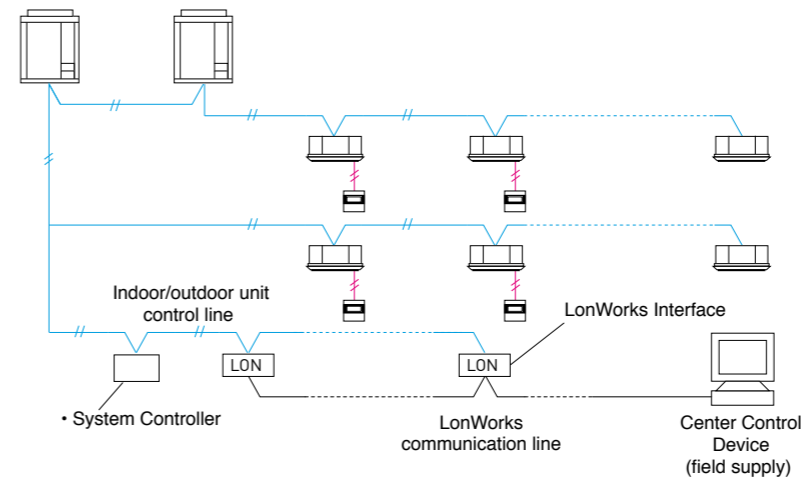 Indoor/outdoor unit
control line
LonWorks Interface
LON
LON
• System Controller
LonWorks
communication line
Center Control
Device
(field supply)